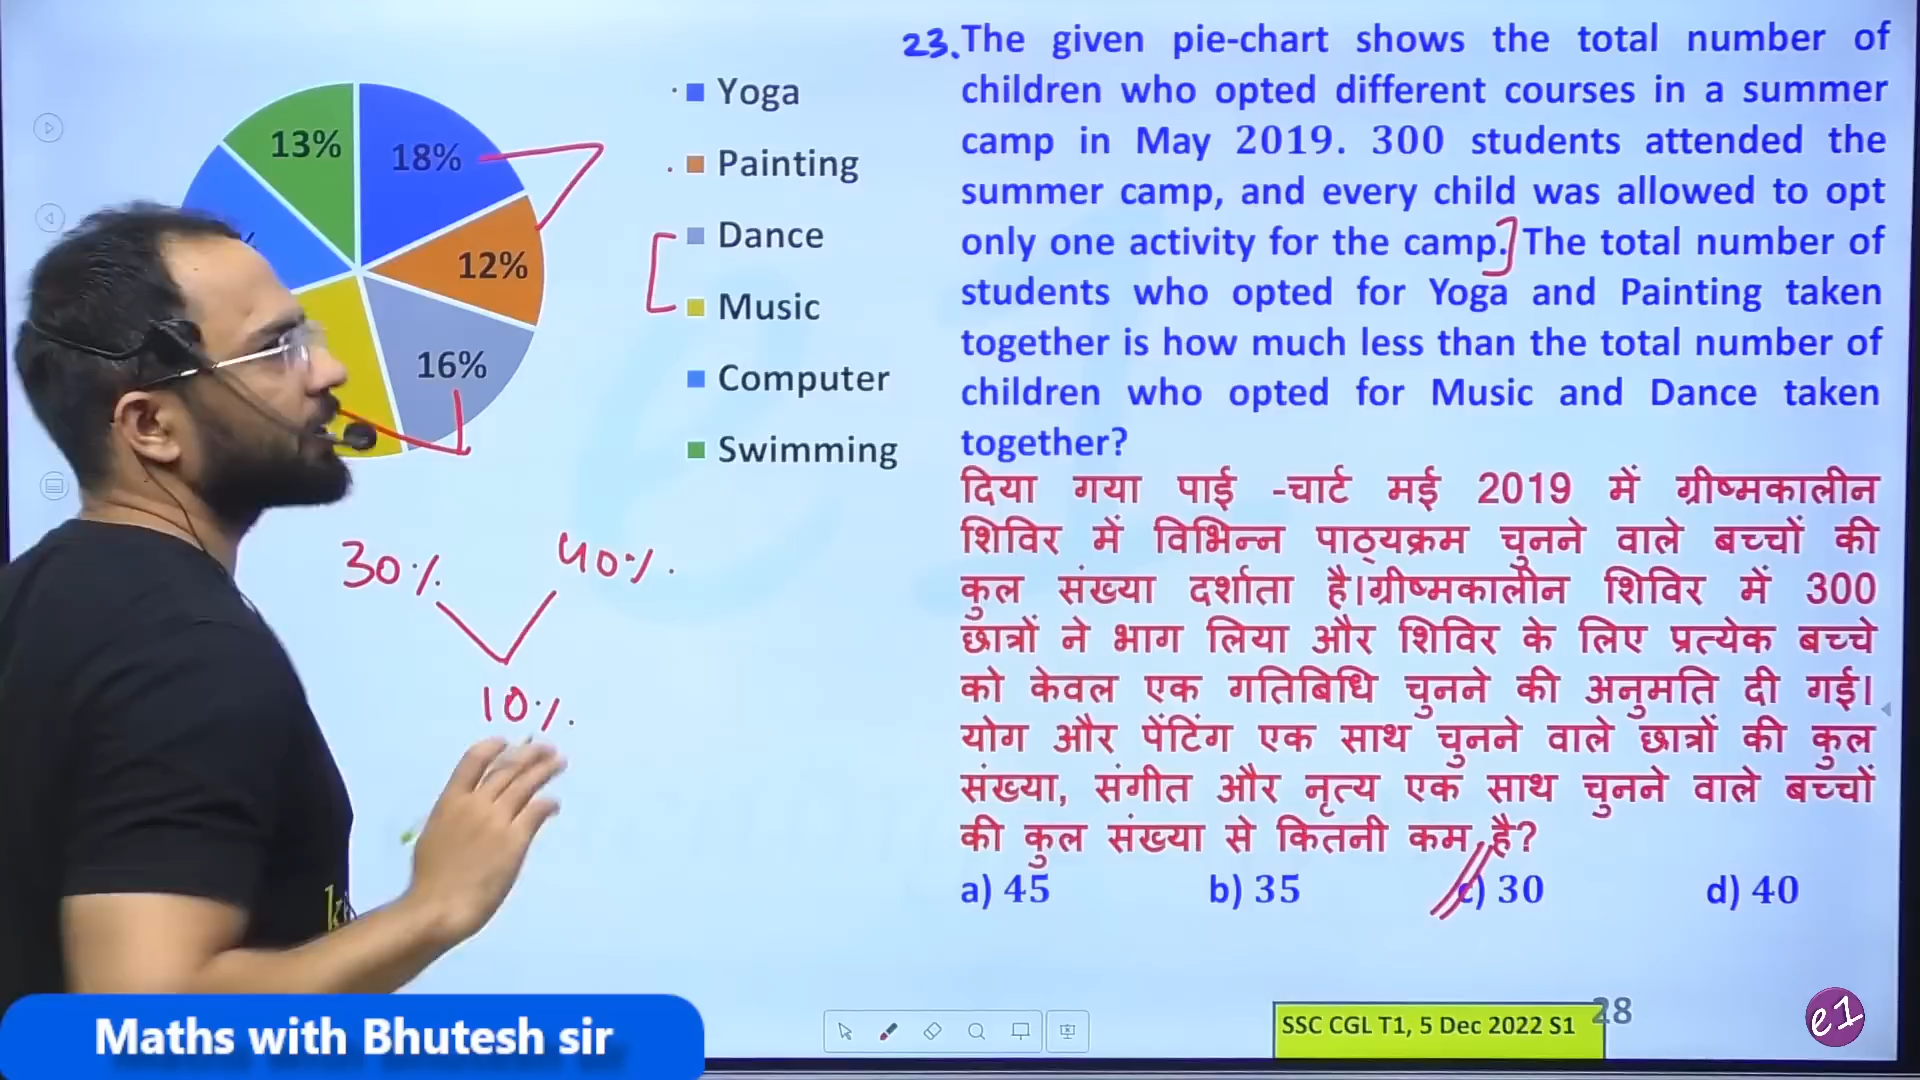 23. The given pie-chart shows the total number of
children who opted different courses in a summer
camp in May 2019. 300 students attended the
summer camp, and every child was allowed to opt
only one activity for the camp. The total number of
students who opted for Yoga and Painting taken
together is how much less than the total number of
children who opted for Music and Dance taken
together?
दिया गया पाई -चार्ट मई 2019 में ग्रीष्मकालीन
शिविर में विभिन्न पाठ्यक्रम चुनने वाले बच्चों की
कुल संख्या दर्शाता है।ग्रीष्मकालीन शिविर में 300
छात्रों ने भाग लिया और शिविर के लिए प्रत्येक बच्चे
को केवल एक गतिबिधि चुनने की अनुमति दी गई।
योग और पेंटिंग एक साथ चुनने वाले छात्रों की कुल
संख्या, संगीत और नृत्य एक साथ चुनने वाले बच्चों
की कुल संख्या से कितनी कम है?
a) 45 b) 35 c) 30 d) 40
13% 18%
12%
16%
Yoga
Painting
Dance
Music
Computer
Swimming
30% 40%
10%
SSC CGL T1, 5 Dec 2022 S1
28
e1
Maths with Bhutesh sir